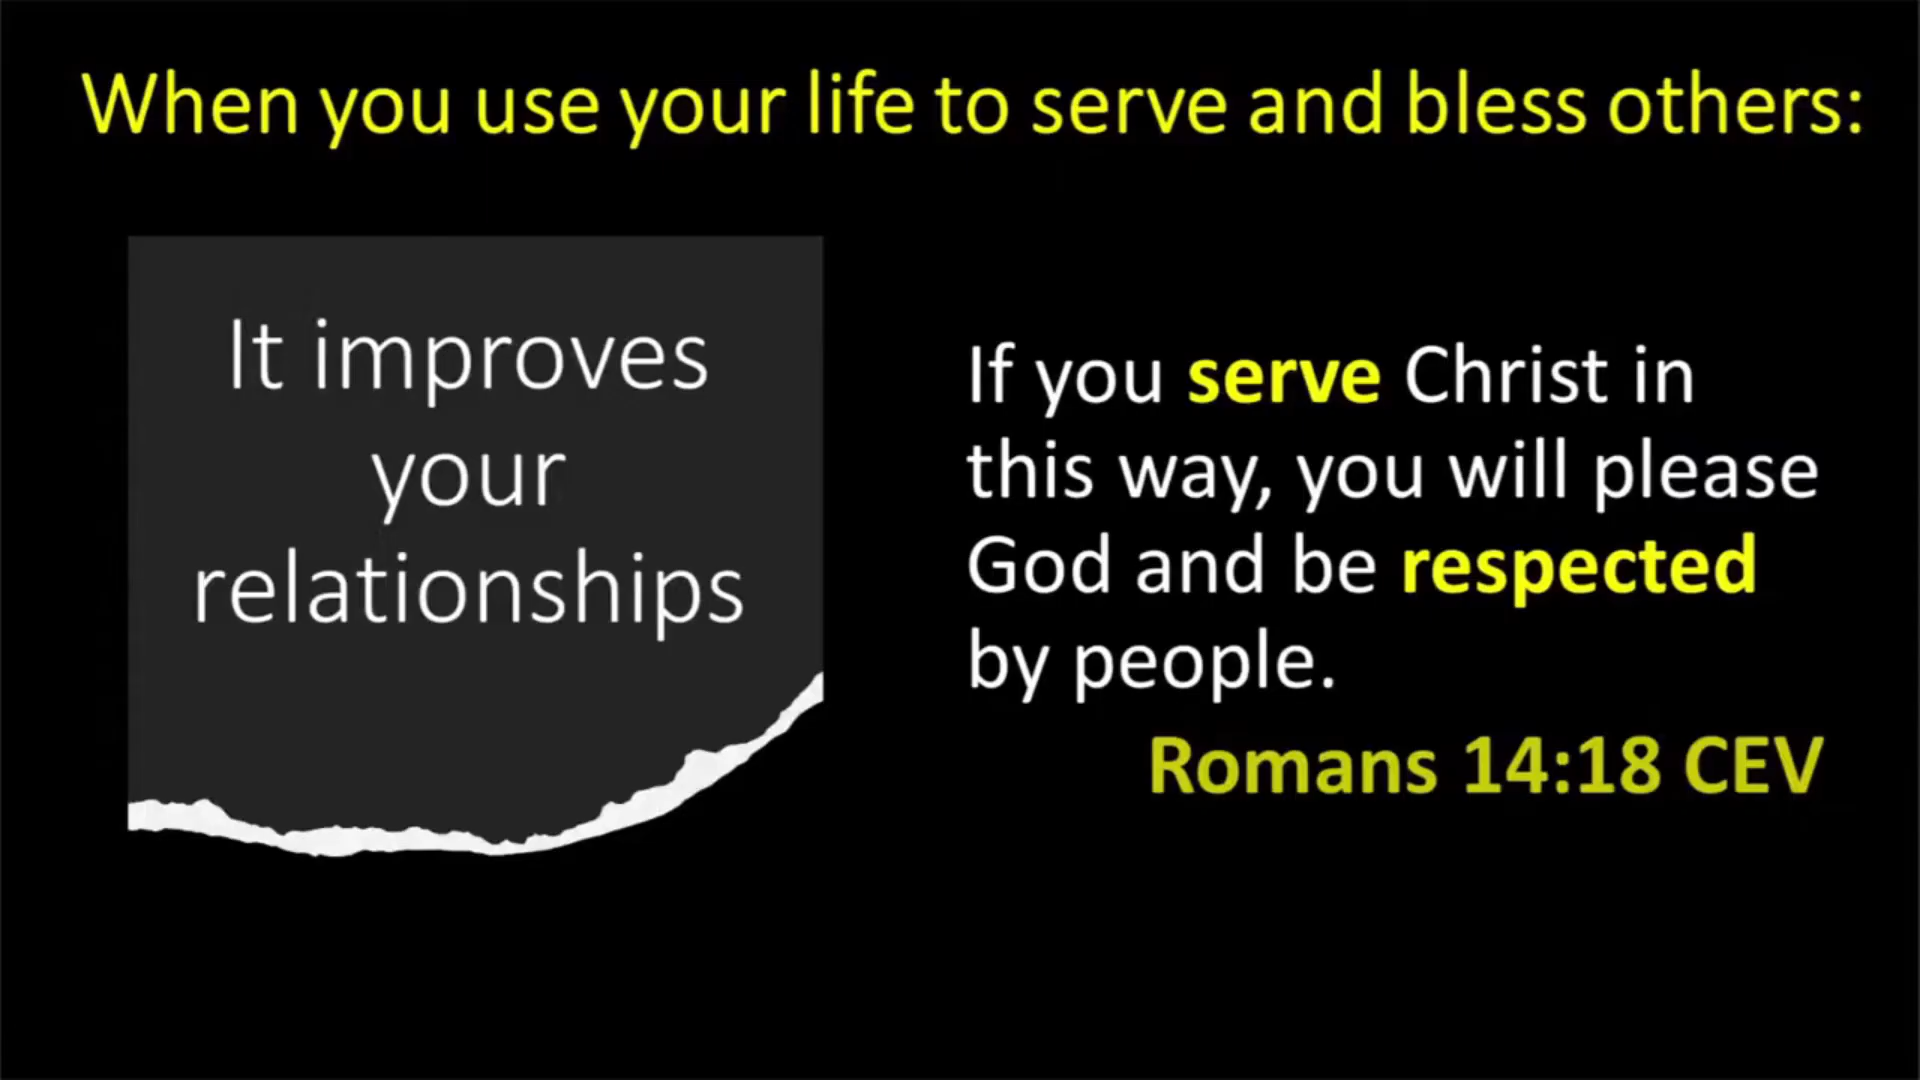 When you use your life to serve and bless others:
It improves
your
relationships
If you serve Christ in
this way, you will please
God and be respected
by people.
Romans 14:18 CEV